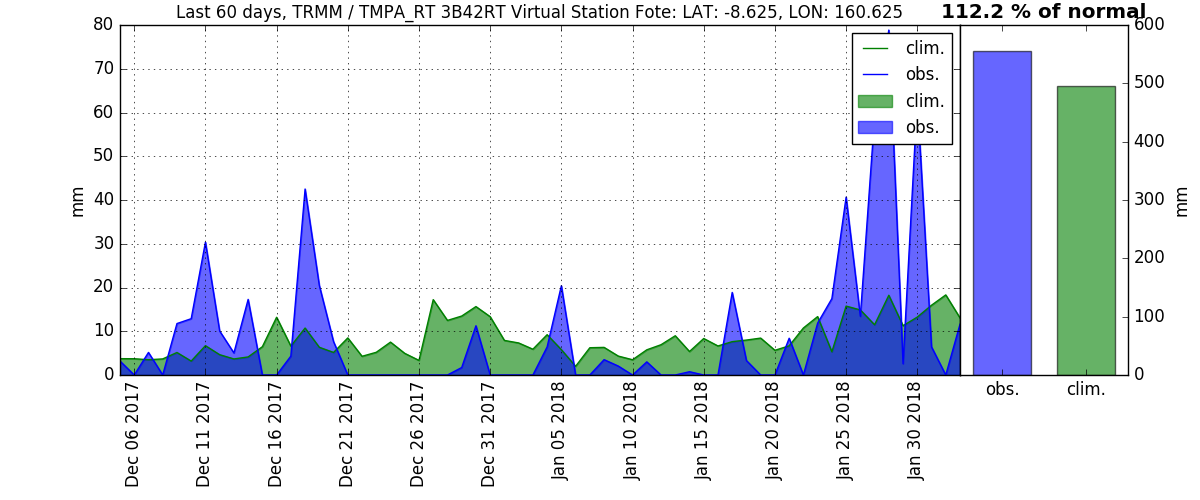 Last 60 days, TRMM / TMPA_RT 3B42RT Virtual Station Fote: LAT: -8.625, LON: 160.625
112.2 % of normal
80
70
60
50
40
30
20
10
0
mm
clim.
obs.
clim.
obs.
600
500
400
300
200
100
0
mm
Dec 06 2017
Dec 11 2017
Dec 16 2017
Dec 21 2017
Dec 26 2017
Dec 31 2017
Jan 05 2018
Jan 10 2018
Jan 15 2018
Jan 20 2018
Jan 25 2018
Jan 30 2018
obs.
clim.